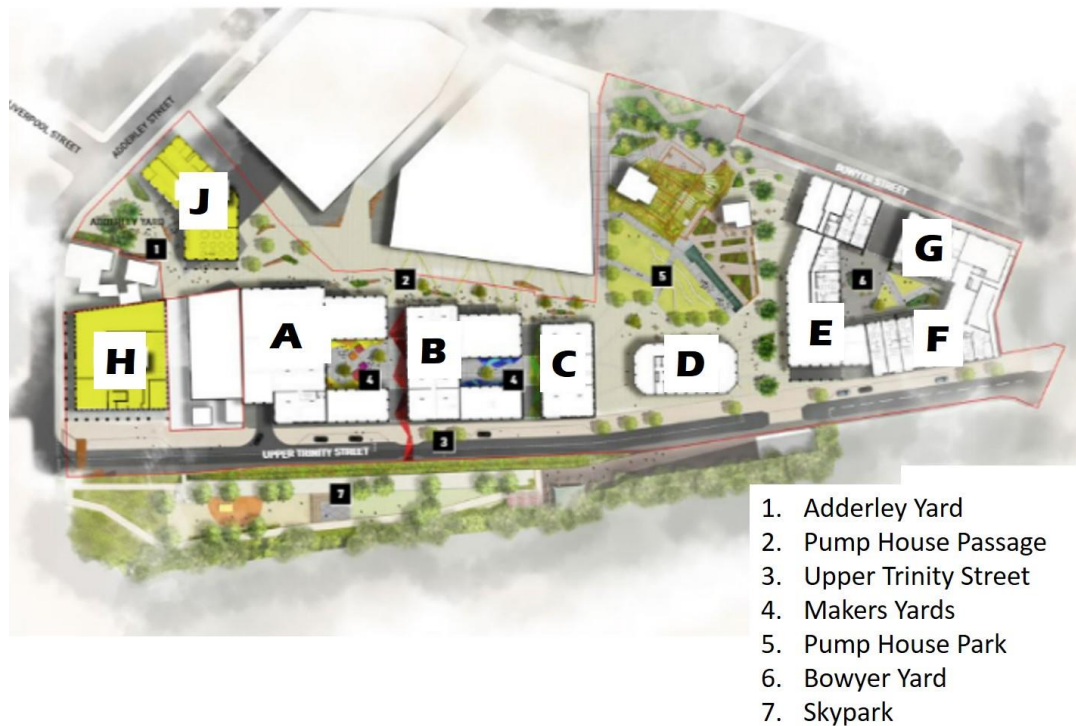 LIVERPOOL STREET
ADDERLEY STREET
ADDERLEY YARD
BOWYER STREET
J
1
2
5
6
G
H
A
B
C
D
E
F
4
4
3
UPPER TRINITY STREET
7
1. Adderley Yard
2. Pump House Passage
3. Upper Trinity Street
4. Makers Yards
5. Pump House Park
6. Bowyer Yard
7. Skypark